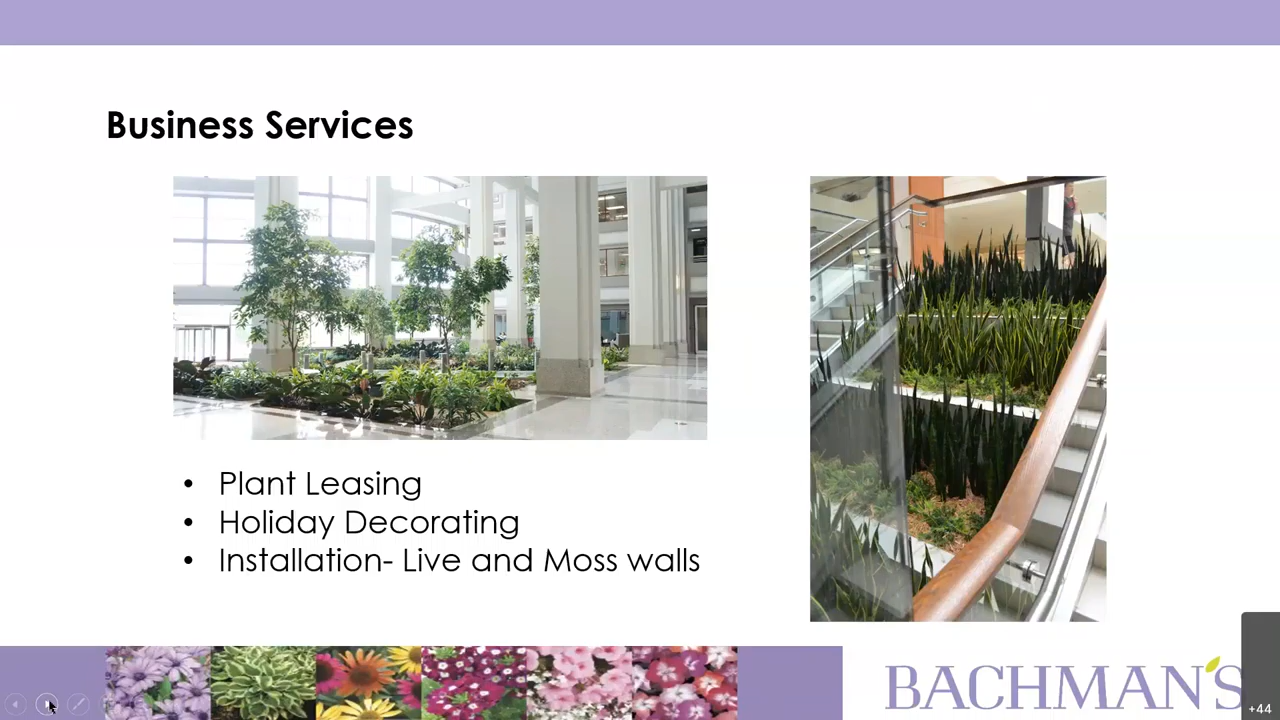 Business Services
• Plant Leasing
• Holiday Decorating
• Installation- Live and Moss walls
BACHMAN'S
+44